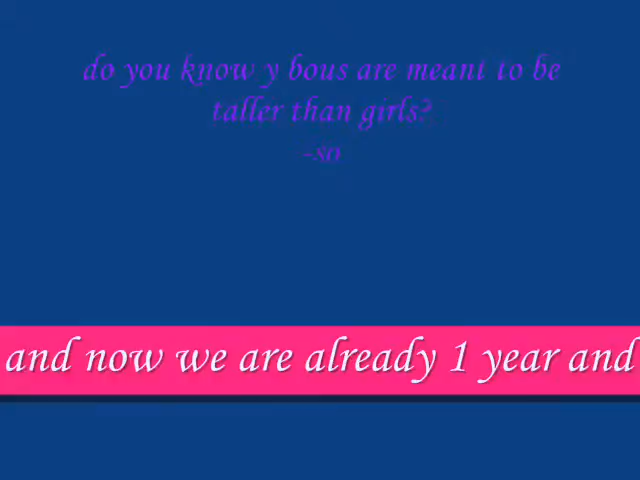 do you know y bous are meant to be
taller than girls?
-so
and now we are already 1 year and